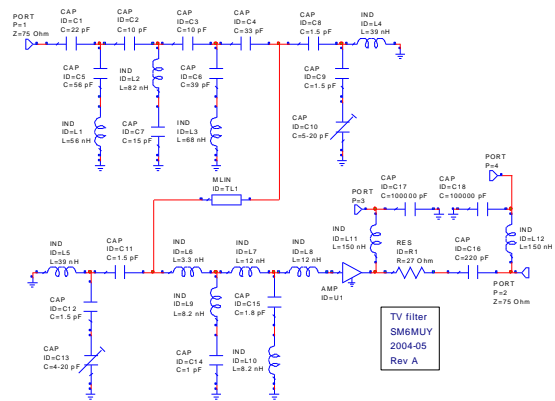 PORT
P=1
Z=75 Ohm
CAP
ID=C1
C=22 pF
CAP
ID=C2
C=10 pF
CAP
ID=C3
C=10 pF
CAP
ID=C4
C=33 pF
CAP
ID=C8
C=1.5 pF
IND
ID=L4
L=39 nH
CAP
ID=C5
C=56 pF
IND
ID=L2
L=82 nH
CAP
ID=C6
C=39 pF
CAP
ID=C9
C=1.5 pF
IND
ID=L1
L=56 nH
CAP
ID=C7
C=15 pF
IND
ID=L3
L=68 nH
CAP
ID=C10
C=5-20 pF
MLIN
ID=TL1
PORT
P=4
CAP
ID=C17
C=100000 pF
CAP
ID=C18
C=100000 pF
PORT
P=3
IND
ID=L5
L=39 nH
CAP
ID=C11
C=1.5 pF
IND
ID=L6
L=3.3 nH
IND
ID=L7
L=12 nH
IND
ID=L8
L=12 nH
IND
ID=L11
L=150 nH
AMP
ID=U1
RES
ID=R1
R=27 Ohm
CAP
ID=C16
C=220 pF
IND
ID=L12
L=150 nH
PORT
P=2
Z=75 Ohm
CAP
ID=C12
C=1.5 pF
IND
ID=L9
L=8.2 nH
CAP
ID=C15
C=1.8 pF
CAP
ID=C13
C=4-20 pF
CAP
ID=C14
C=1 pF
IND
ID=L10
L=8.2 nH
TV filter
SM6MUY
2004-05
Rev A